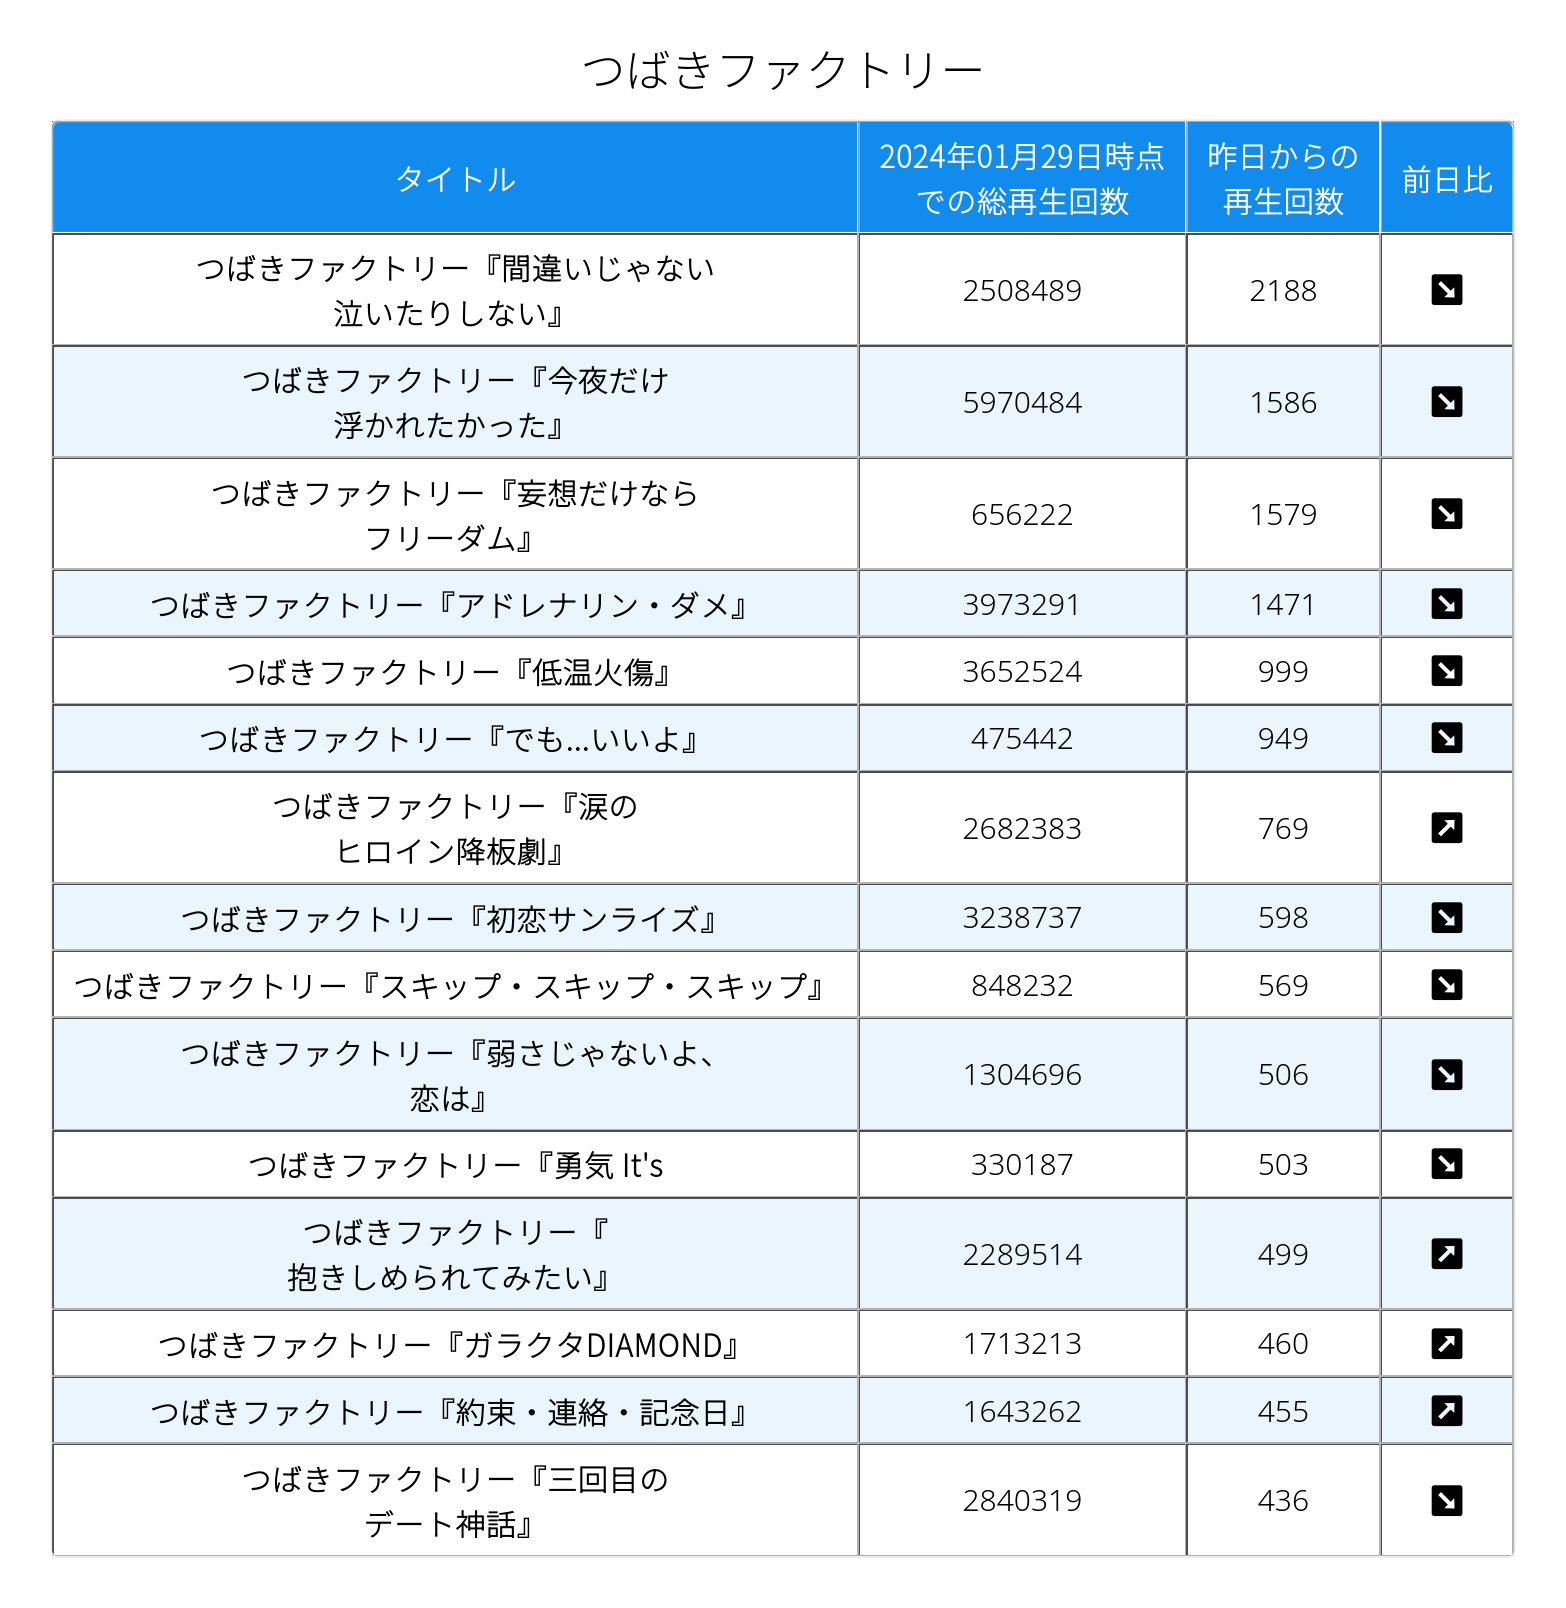 つばきファクトリー
タイトル
2024年01月29日時点
での総再生回数
昨日からの
再生回数
前日比
つばきファクトリー『間違いじゃない
泣いたりしない』
2508489
2188
つばきファクトリー『今夜だけ
浮かれたかった』
5970484
1586
つばきファクトリー『妄想だけなら
フリーダム』
656222
1579
つばきファクトリー『アドレナリン・ダメ』
3973291
1471
つばきファクトリー『低温火傷』
3652524
999
つばきファクトリー『でも...いいよ』
475442
949
つばきファクトリー『涙の
ヒロイン降板劇』
2682383
769
つばきファクトリー『初恋サンライズ』
3238737
598
つばきファクトリー『スキップ・スキップ・スキップ』
848232
569
つばきファクトリー『弱さじゃないよ、
恋は』
1304696
506
つばきファクトリー『勇気 It's
330187
503
つばきファクトリー『
抱きしめられてみたい』
2289514
499
つばきファクトリー『ガラクタDIAMOND』
1713213
460
つばきファクトリー『約束・連絡・記念日』
1643262
455
つばきファクトリー『三回目の
デート神話』
2840319
436